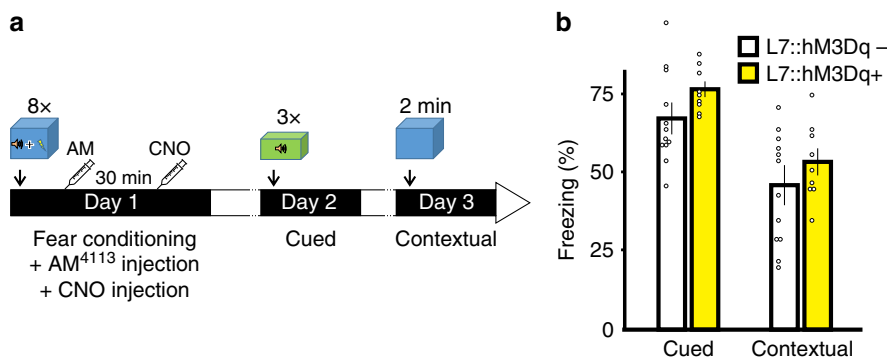 a
8×
AM
30 min
CNO
3×
2 min
Day 1
Day 2
Day 3
Fear conditioning
+ AM4113 injection
+ CNO injection
Cued
Contextual
b
L7::hM3Dq –
L7::hM3Dq+
Freezing (%)
75
50
25
0
Cued
Contextual